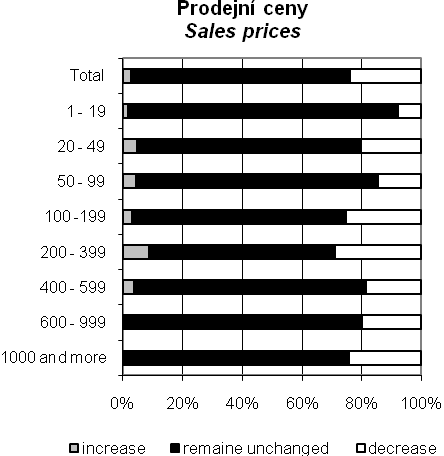 Prodejní ceny
Sales prices
Total
1 - 19
20 - 49
50 - 99
100 -199
200 - 399
400 - 599
600 - 999
1000 and more
0% 20% 40% 60% 80% 100%
increase remaine unchanged decrease